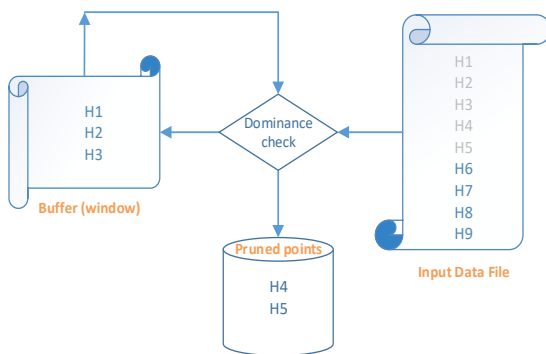 H1
H2
H3
Buffer (window)
Dominance
check
Pruned points
H4
H5
H1
H2
H3
H4
H5
H6
H7
H8
H9
Input Data File